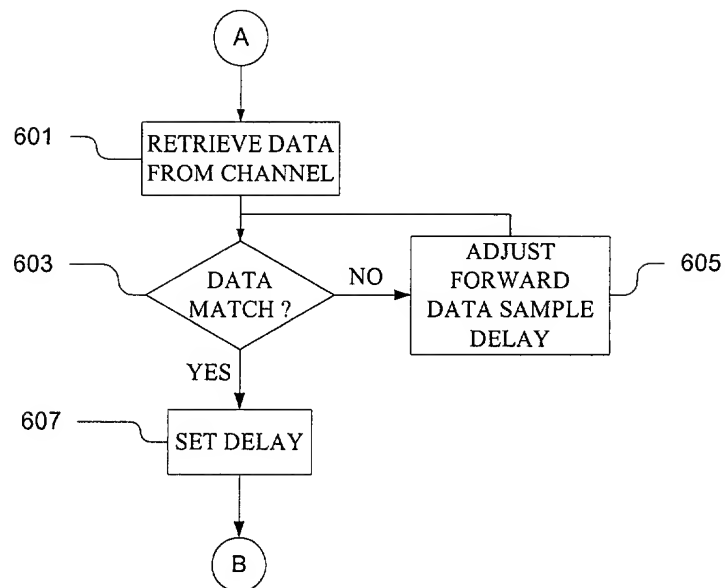 A
601
RETRIEVE DATA
FROM CHANNEL
603
DATA
MATCH ?
NO
ADJUST
FORWARD
DATA SAMPLE
DELAY
605
YES
607
SET DELAY
B